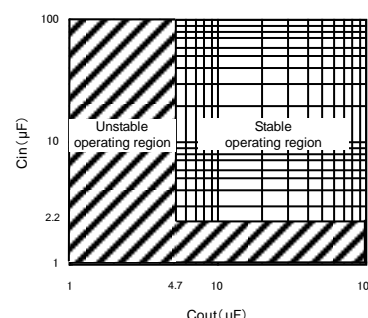 100
Unstable
operating region
Stable
operating region
10
Cin(μF)
2.2
1
1
4.7
10
10
Cout(μF)